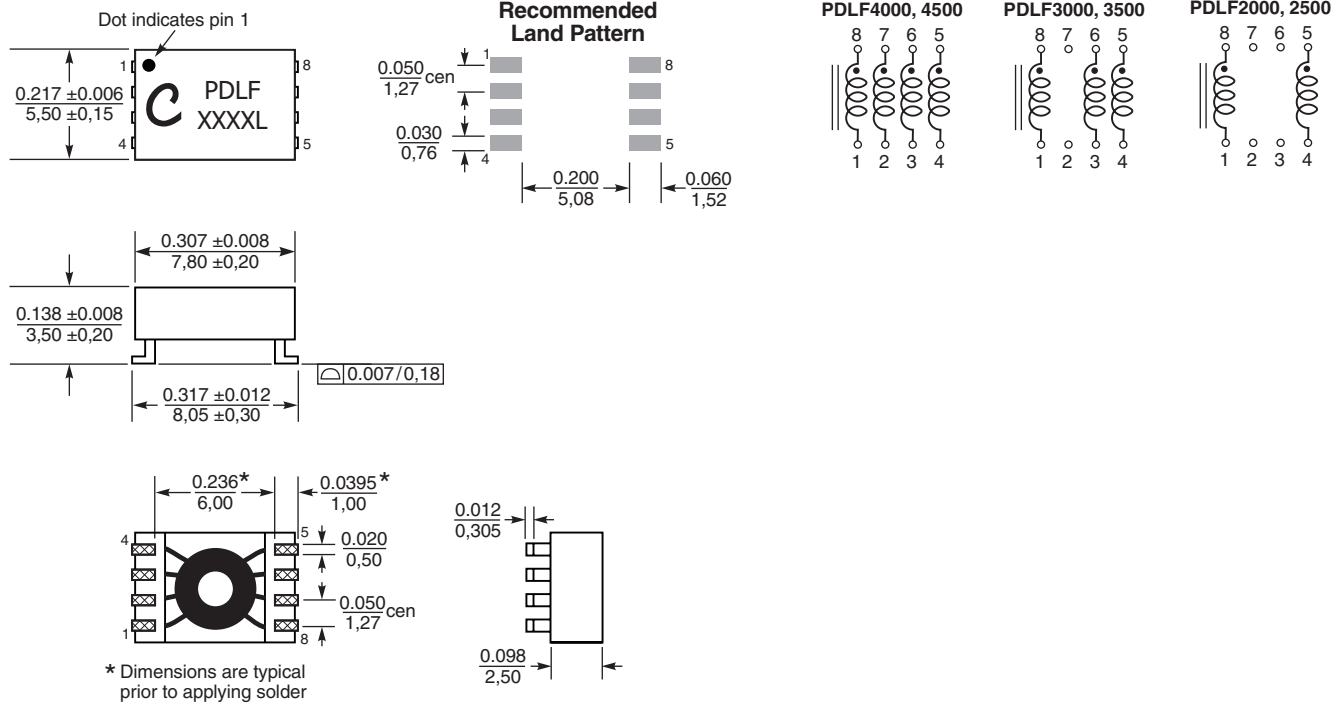 Dot indicates pin 1
1
8
PDLF
XXXXL
4
5
0.217 ±0.006
5,50 ±0,15
Recommended
Land Pattern
1
8
0.050
1,27
cen
0.030
0,76
4
5
0.200
5,08
0.060
1,52
PDLF4000, 4500
8 7 6 5
1 2 3 4
PDLF3000, 3500
8 7 6 5
1 2 3 4
PDLF2000, 2500
8 7 6 5
1 2 3 4
0.307 ±0.008
7,80 ±0,20
0.138 ±0.008
3,50 ±0,20
0.007/0,18
0.317 ±0.012
8,05 ±0,30
0.236*
6,00
0.0395*
1,00
4
5
0.020
0,50
0.050
1,27
cen
1
8
* Dimensions are typical
prior to applying solder
0.012
0,305
0.098
2,50